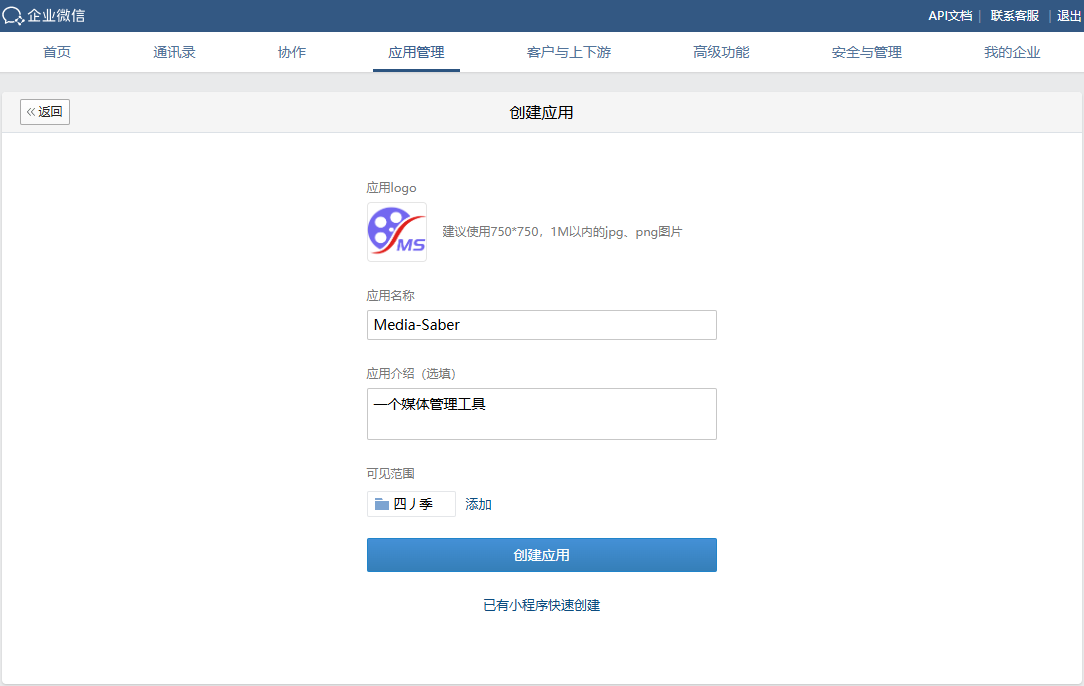 企业微信 API文档 | 联系客服 | 退出
首页 通讯录 协作 应用管理 客户与上下游 高级功能 安全与管理 我的企业
«返回 创建应用
应用logo
MS
建议使用750*750，1M以内的jpg、png图片
应用名称
Media-Saber
应用介绍（选填）
一个媒体管理工具
可见范围
四丿季 添加
创建应用
已有小程序快速创建